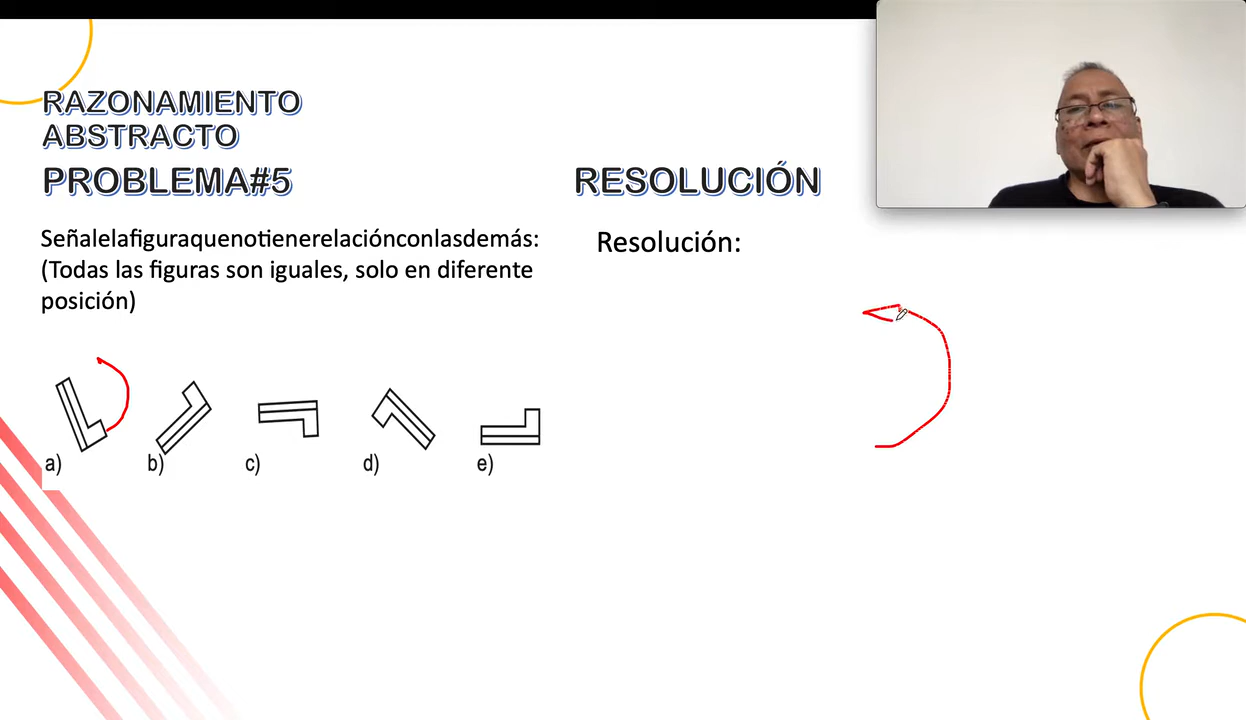 RAZONAMIENTO
ABSTRACTO
PROBLEMA#5
RESOLUCIÓN
Señalelafiguraquenotienerelaciónconlasdemás:
(Todas las figuras son iguales, solo en diferente
posición)
Resolución:
a) b) c) d) e)